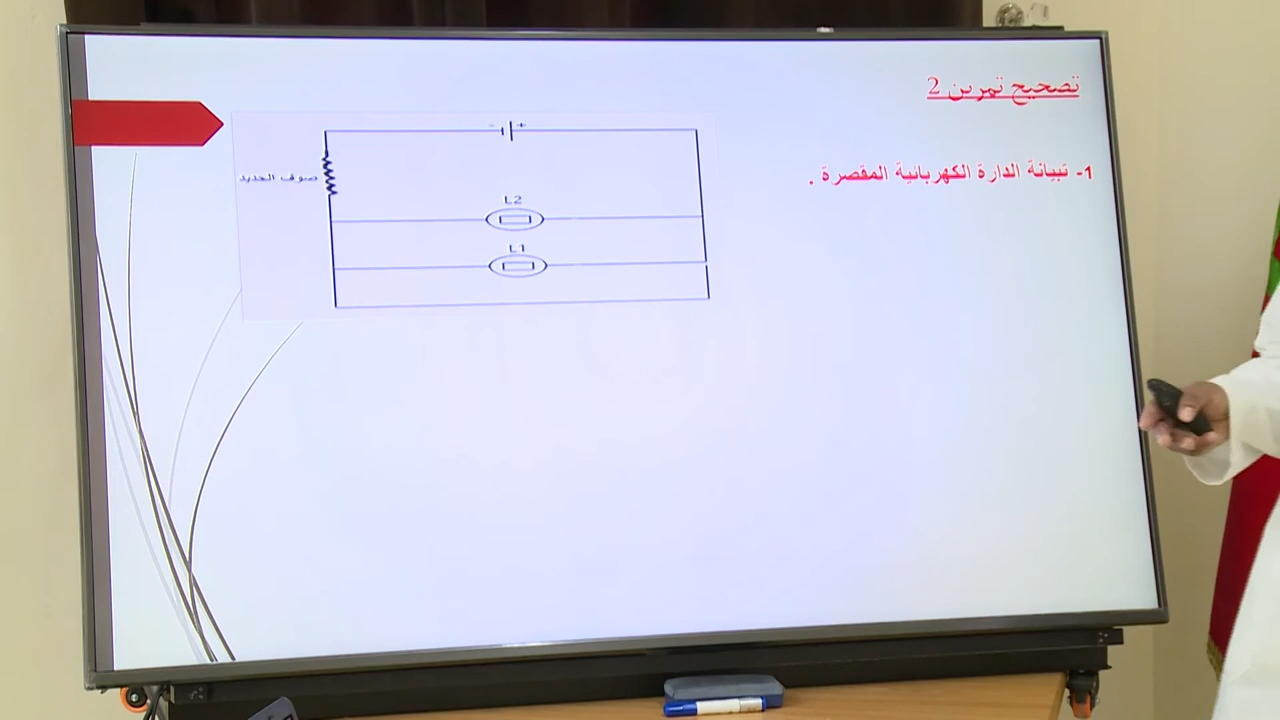 تصحيح تمرين 2
1- تبيانة الدارة الكهربائية المقصرة .
- +
صوف الحديد
L2
L1